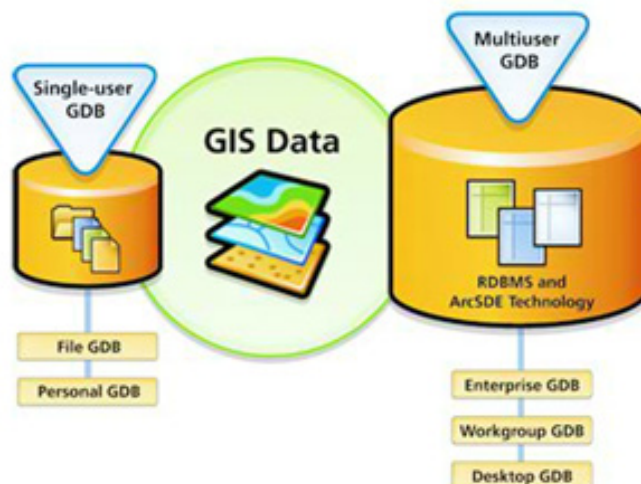 Single-user
GDB
GIS Data
Multiuser
GDB
RDBMS and
ArcSDE Technology
File GDB
Personal GDB
Enterprise GDB
Workgroup GDB
Desktop GDB